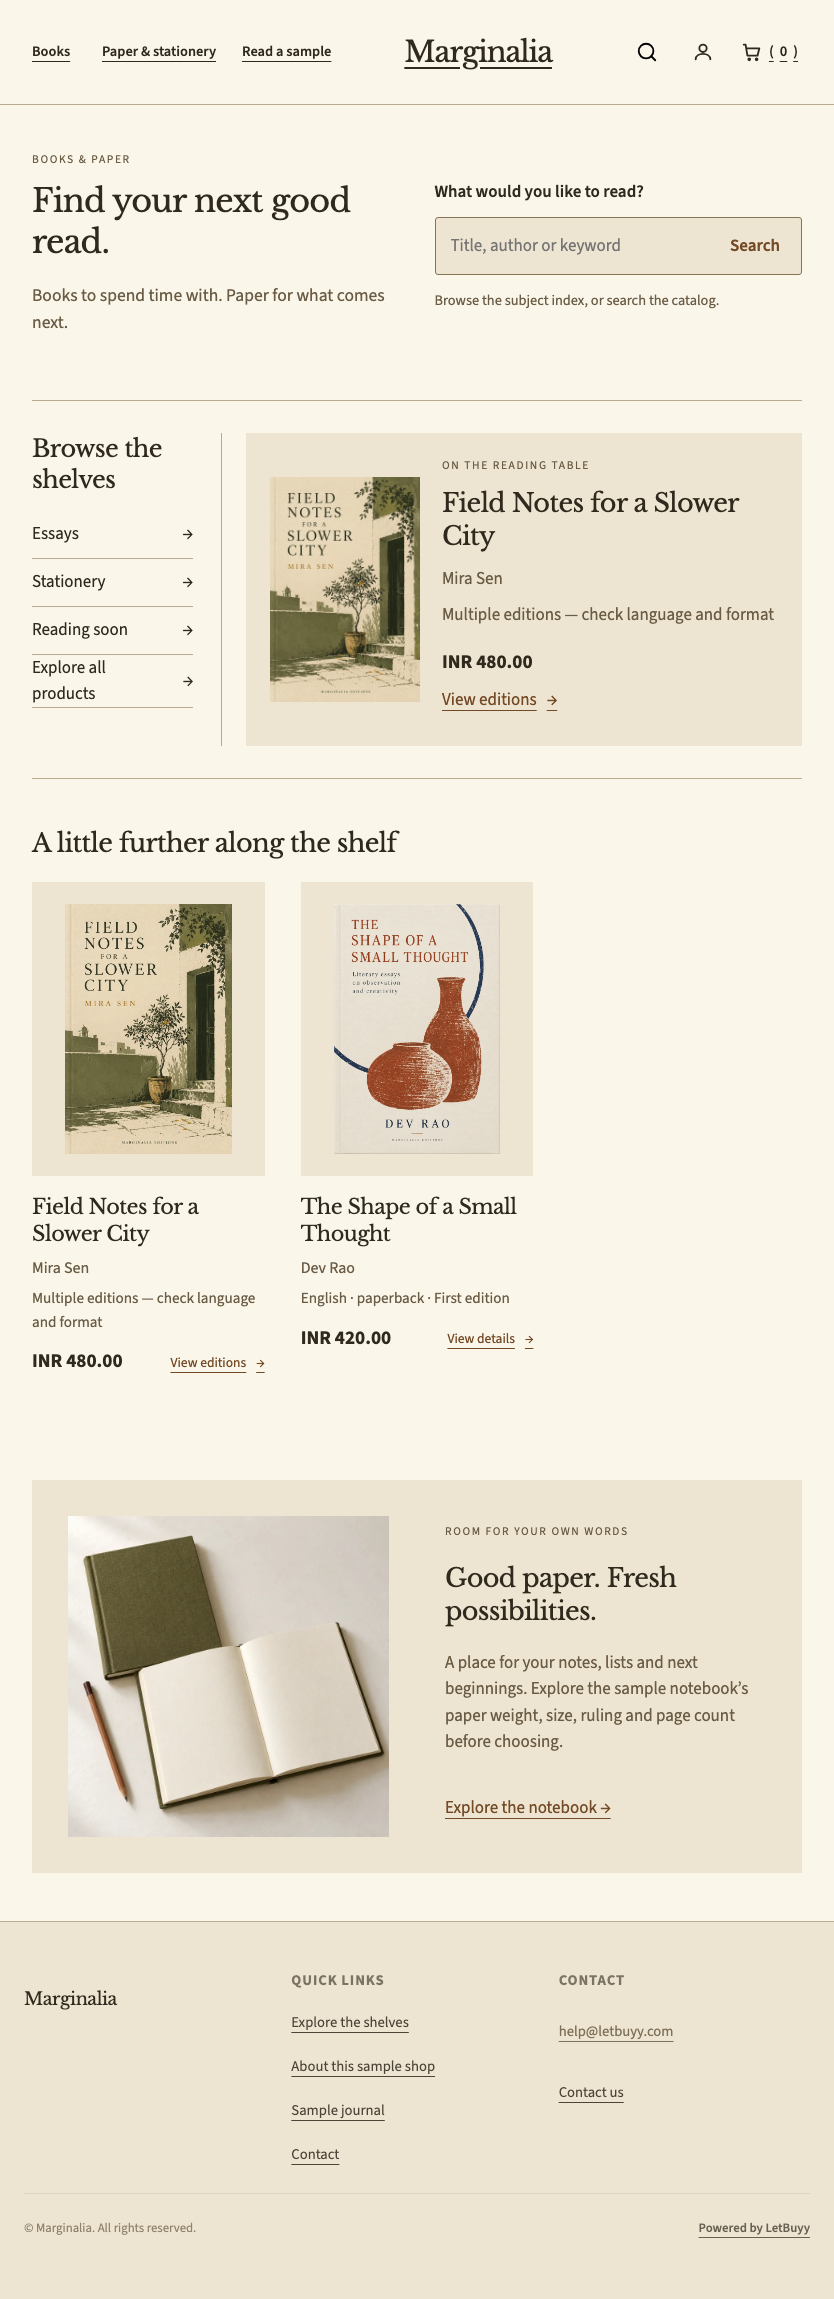 Books
Paper & stationery
Read a sample
Marginalia
( 0 )
BOOKS & PAPER
Find your next good
read.
Books to spend time with. Paper for what comes
next.
What would you like to read?
Title, author or keyword
Search
Browse the subject index, or search the catalog.
Browse the
shelves
Essays →
Stationery →
Reading soon →
Explore all
products →
FIELD
NOTES
FOR A
SLOWER
CITY
MIRA SEN
MARGINALIA EDITIONS
ON THE READING TABLE
Field Notes for a Slower
City
Mira Sen
Multiple editions — check language and format
INR 480.00
View editions →
A little further along the shelf
FIELD
NOTES
FOR A
SLOWER
CITY
MIRA SEN
MARGINALIA EDITIONS
Field Notes for a
Slower City
Mira Sen
Multiple editions — check language
and format
INR 480.00
View editions →
THE
SHAPE OF A
SMALL THOUGHT
Literary essays
on observation
and creativity
DEV RAO
MARGINALIA EDITIONS
The Shape of a Small
Thought
Dev Rao
English · paperback · First edition
INR 420.00
View details →
ROOM FOR YOUR OWN WORDS
Good paper. Fresh
possibilities.
A place for your notes, lists and next
beginnings. Explore the sample notebook’s
paper weight, size, ruling and page count
before choosing.
Explore the notebook →
Marginalia
QUICK LINKS
Explore the shelves
About this sample shop
Sample journal
Contact
CONTACT
help@letbuyy.com
Contact us
© Marginalia. All rights reserved.
Powered by LetBuyy